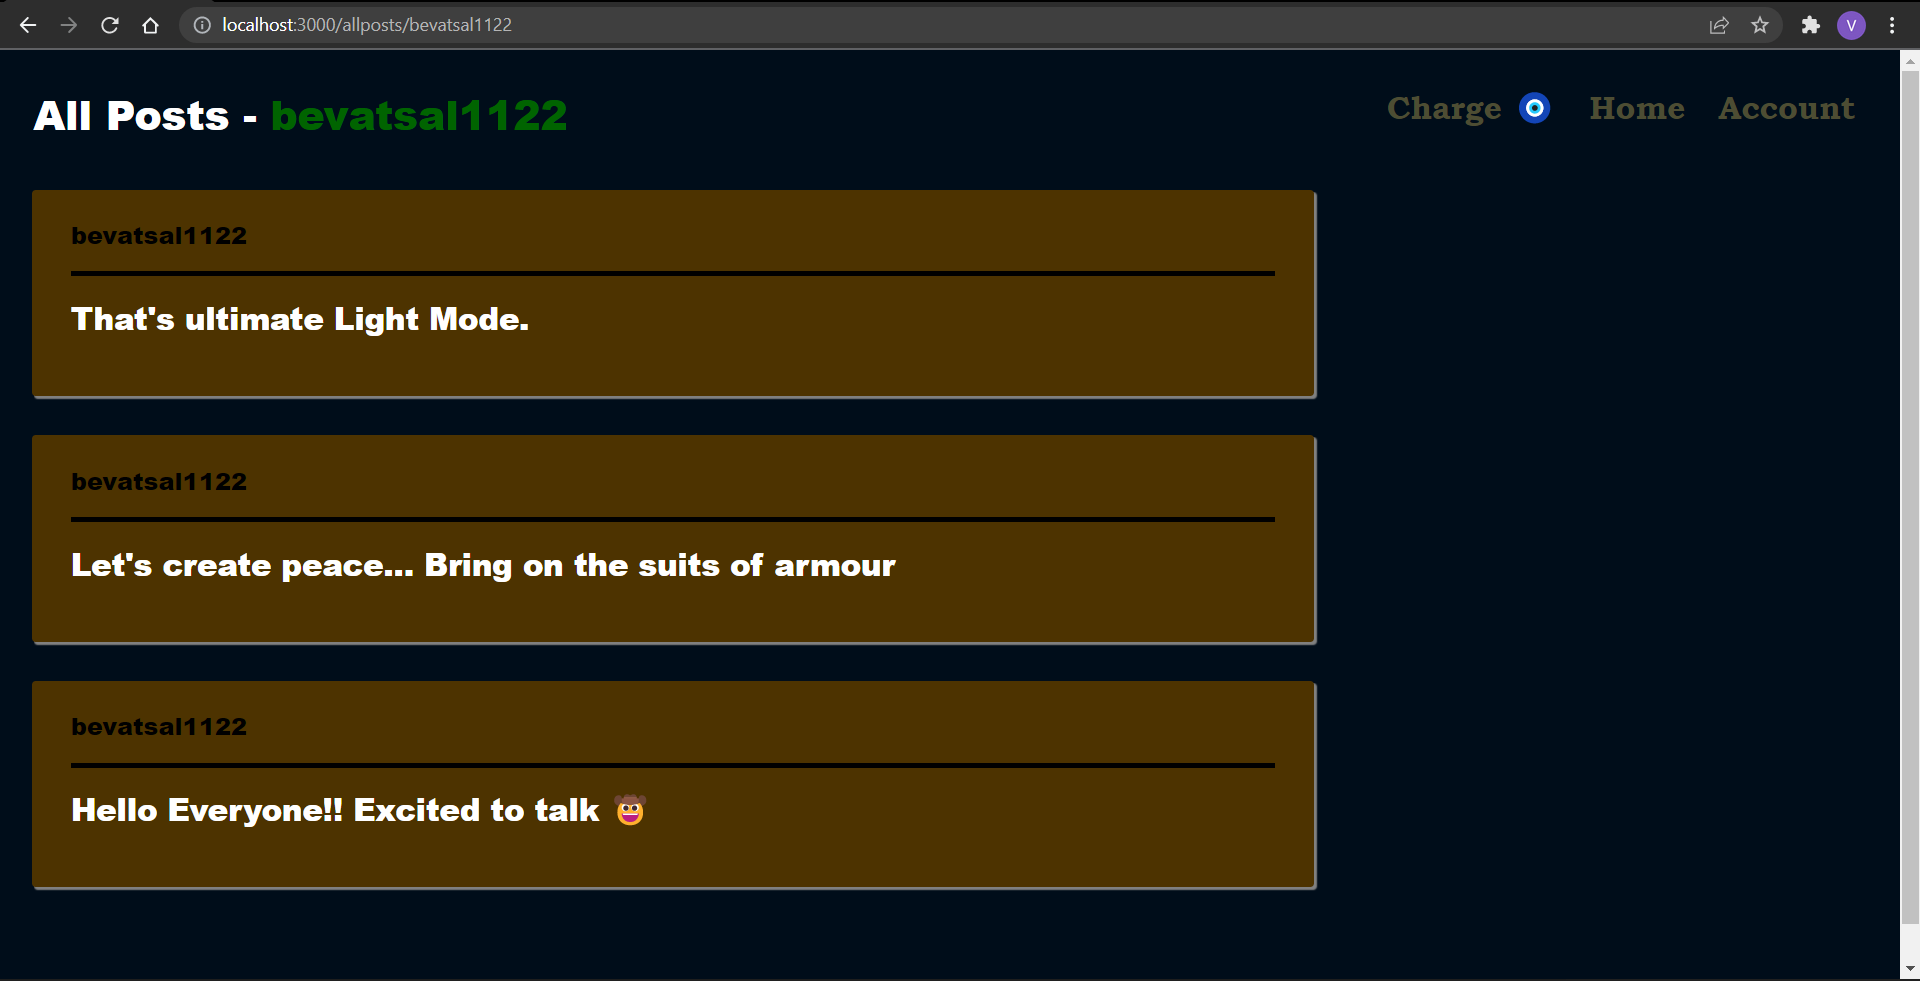 localhost:3000/allposts/bevatsal1122
V
All Posts - bevatsal1122
Charge 🧿 Home Account
bevatsal1122
That's ultimate Light Mode.
bevatsal1122
Let's create peace... Bring on the suits of armour
bevatsal1122
Hello Everyone!! Excited to talk 🤠